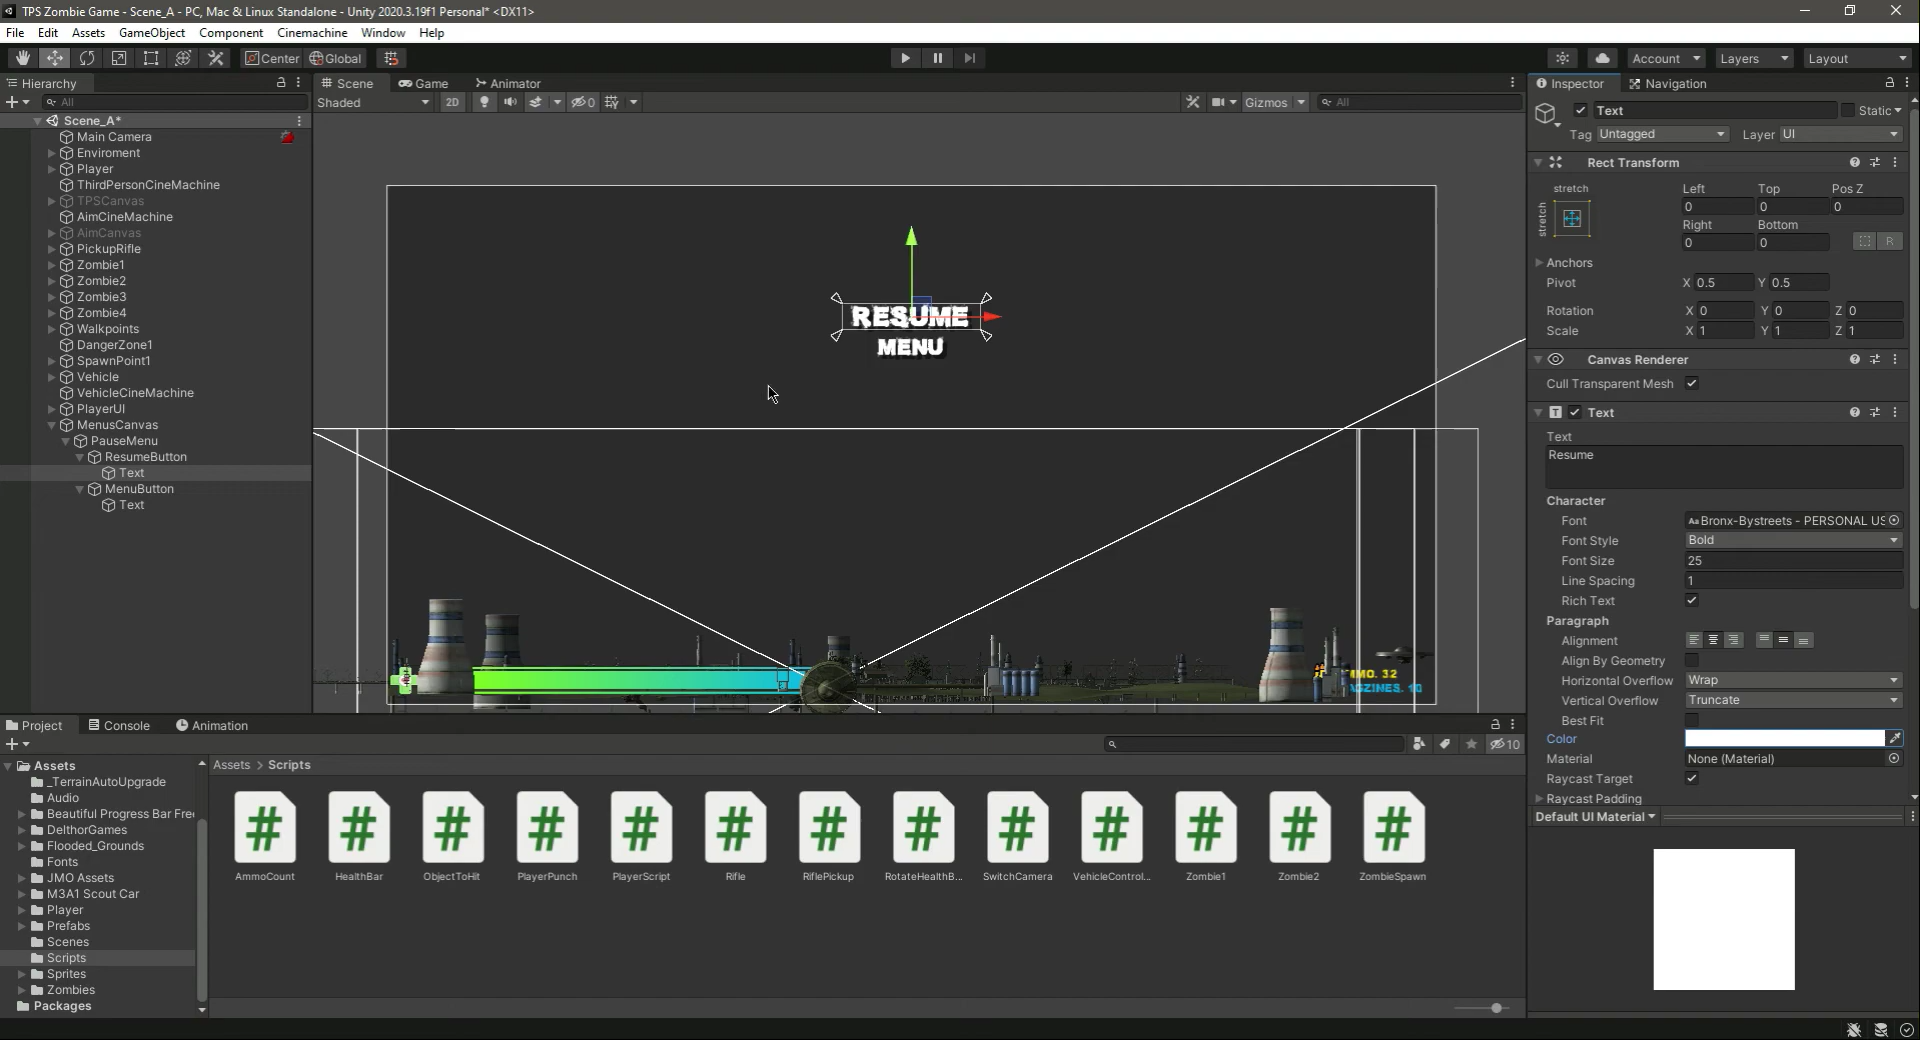 TPS Zombie Game - Scene_A - PC, Mac & Linux Standalone - Unity 2020.3.19f1 Personal* <DX11>
File Edit Assets GameObject Component Cinemachine Window Help
Center Global
Account Layers Layout
Hierarchy
All
Scene_A*
Main Camera
Enviroment
Player
ThirdPersonCineMachine
TPSCanvas
AimCineMachine
AimCanvas
PickupRifle
Zombie1
Zombie2
Zombie3
Zombie4
Walkpoints
DangerZone1
SpawnPoint1
Vehicle
VehicleCineMachine
PlayerUI
MenusCanvas
PauseMenu
ResumeButton
Text
MenuButton
Text
Scene Game Animator
Shaded 2D 0 Gizmos All
RESUME
MENU
MMO. 32
AGZINES. 10
Inspector Navigation
Text Static
Tag Untagged Layer UI
Rect Transform
stretch Left Top Pos Z
stretch
0 0 0
Right Bottom
0 0 R
Anchors
Pivot X 0.5 Y 0.5
Rotation X 0 Y 0 Z 0
Scale X 1 Y 1 Z 1
Canvas Renderer
Cull Transparent Mesh
Text
Text
Resume
Character
Font Bronx-Bystreets - PERSONAL US
Font Style Bold
Font Size 25
Line Spacing 1
Rich Text
Paragraph
Alignment
Align By Geometry
Horizontal Overflow Wrap
Vertical Overflow Truncate
Best Fit
Color
Material None (Material)
Raycast Target
Raycast Padding
Default UI Material
Project Console Animation
10
Assets
_TerrainAutoUpgrade
Audio
Beautiful Progress Bar Free
DelthorGames
Flooded_Grounds
Fonts
JMO Assets
M3A1 Scout Car
Player
Prefabs
Scenes
Scripts
Sprites
Zombies
Packages
Assets > Scripts
AmmoCount HealthBar ObjectToHit PlayerPunch PlayerScript Rifle RiflePickup RotateHealthB... SwitchCamera VehicleControl... Zombie1 Zombie2 ZombieSpawn